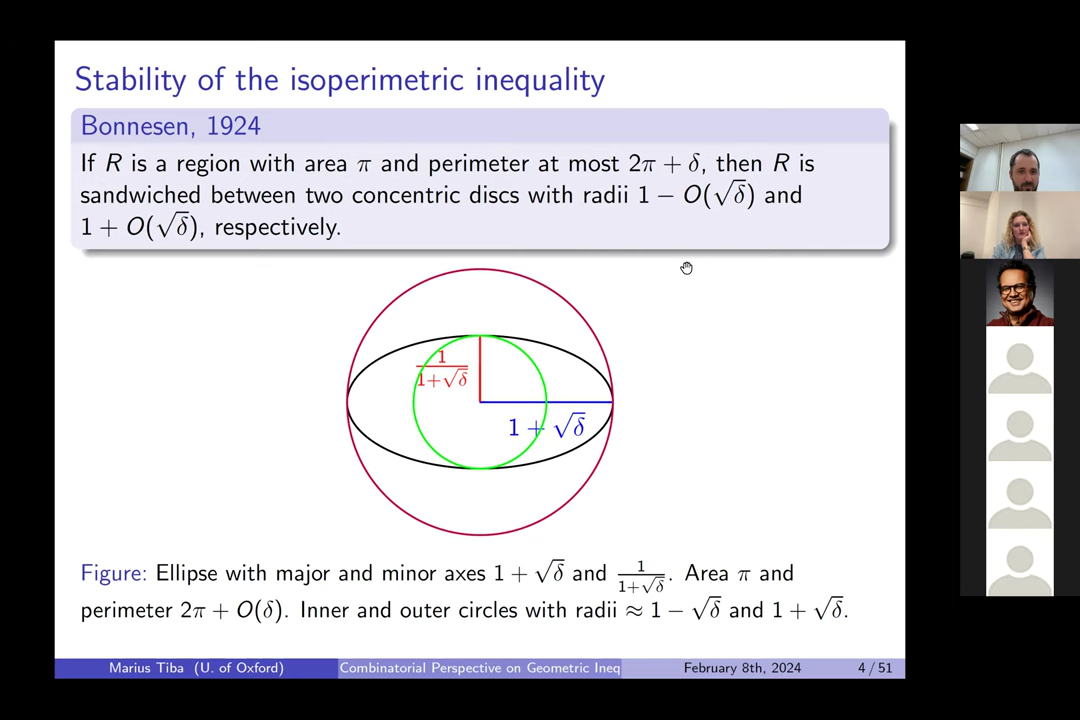 Stability of the isoperimetric inequality
Bonnesen, 1924
If R is a region with area π and perimeter at most 2π + δ, then R is
sandwiched between two concentric discs with radii 1 − O(√δ) and
1 + O(√δ), respectively.
1/(1+√δ)
1 + √δ
Figure: Ellipse with major and minor axes 1 + √δ and 1/(1+√δ). Area π and
perimeter 2π + O(δ). Inner and outer circles with radii ≈ 1 − √δ and 1 + √δ.
Marius Tiba (U. of Oxford) Combinatorial Perspective on Geometric Ineq February 8th, 2024 4 / 51